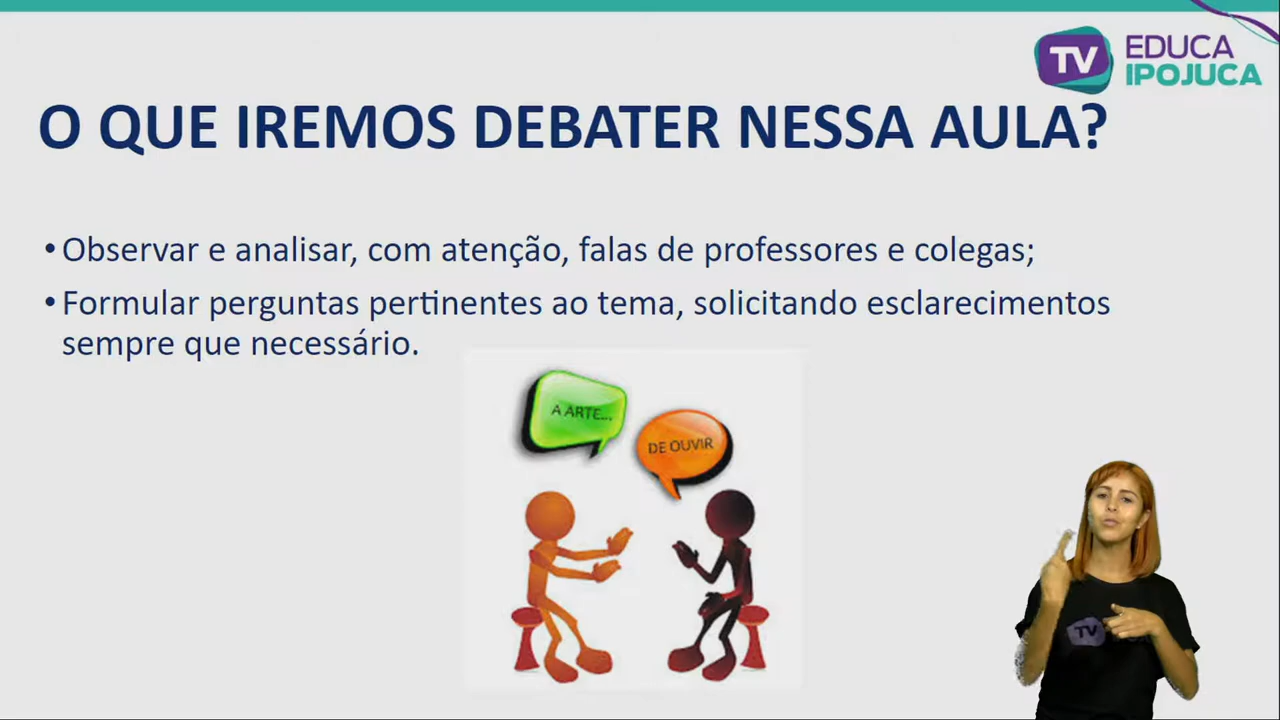 TV EDUCA
IPOJUCA
O QUE IREMOS DEBATER NESSA AULA?
• Observar e analisar, com atenção, falas de professores e colegas;
• Formular perguntas pertinentes ao tema, solicitando esclarecimentos
sempre que necessário.
A ARTE...
DE OUVIR
TV